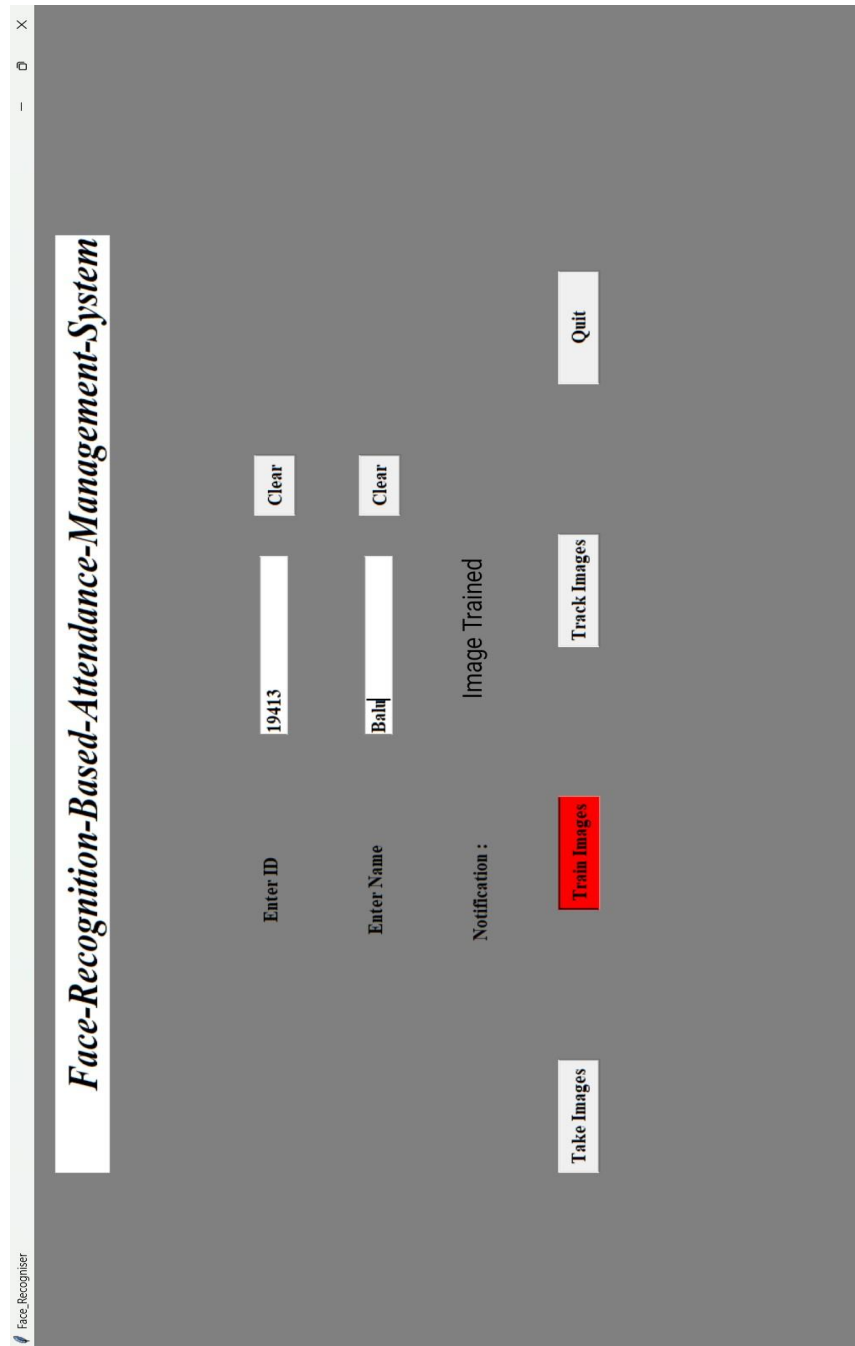 Face_Recogniser
Face-Recognition-Based-Attendance-Management-System
Enter ID 19413 Clear
Enter Name Balu Clear
Notification : Image Trained
Take Images Train Images Track Images Quit